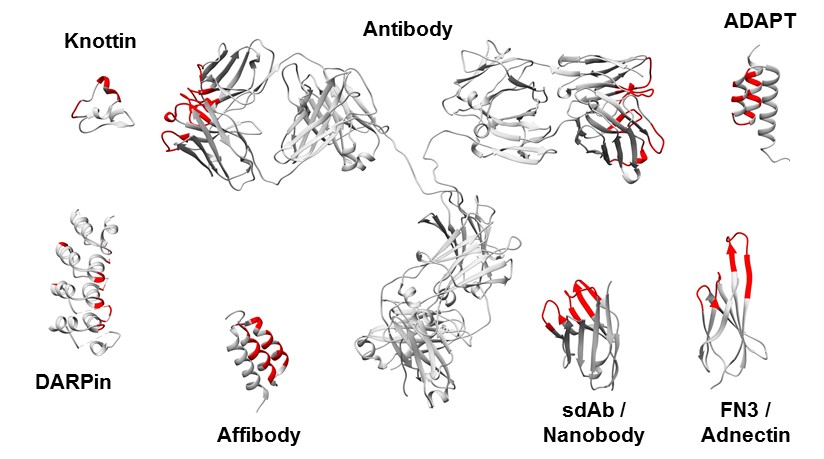 Knottin
Antibody
ADAPT
DARPin
Affibody
sdAb /
Nanobody
FN3 /
Adnectin